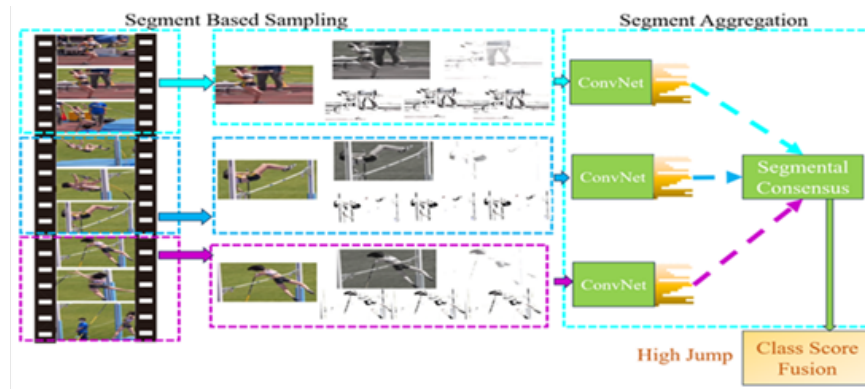 Segment Based Sampling
Segment Aggregation
ConvNet
ConvNet
Segmental
Consensus
ConvNet
High Jump
Class Score
Fusion